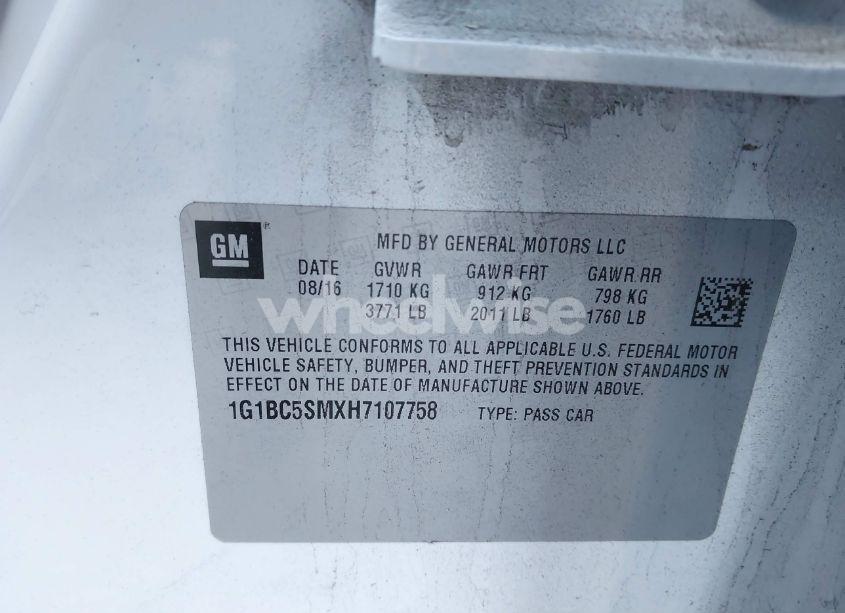 GM
MFD BY GENERAL MOTORS LLC
DATE GVWR GAWR FRT GAWR RR
08/16 1710 KG 912 KG 798 KG
3771 LB 2011 LB 1760 LB
wheelwise
THIS VEHICLE CONFORMS TO ALL APPLICABLE U.S. FEDERAL MOTOR
VEHICLE SAFETY, BUMPER, AND THEFT PREVENTION STANDARDS IN
EFFECT ON THE DATE OF MANUFACTURE SHOWN ABOVE.
1G1BC5SMXH7107758 TYPE: PASS CAR